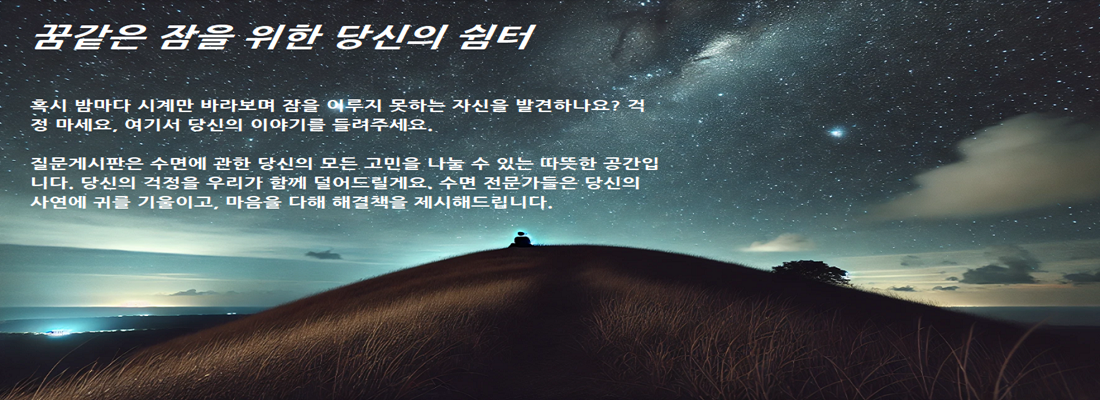 꿈같은 잠을 위한 당신의 쉼터
혹시 밤마다 시계만 바라보며 잠을 이루지 못하는 자신을 발견하나요? 걱
정 마세요, 여기서 당신의 이야기를 들려주세요.
질문게시판은 수면에 관한 당신의 모든 고민을 나눌 수 있는 따뜻한 공간입
니다. 당신의 걱정을 우리가 함께 덜어드릴게요. 수면 전문가들은 당신의
사연에 귀를 기울이고, 마음을 다해 해결책을 제시해드립니다.